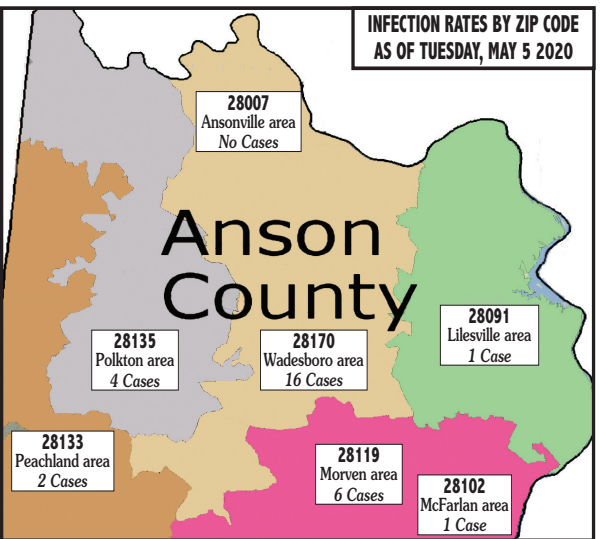 INFECTION RATES BY ZIP CODE
AS OF TUESDAY, MAY 5 2020
28007
Ansonville area
No Cases
Anson
County
28091
Lilesville area
1 Case
28135
Polkton area
4 Cases
28170
Wadesboro area
16 Cases
28133
Peachland area
2 Cases
28119
Morven area
6 Cases
28102
McFarlan area
1 Case